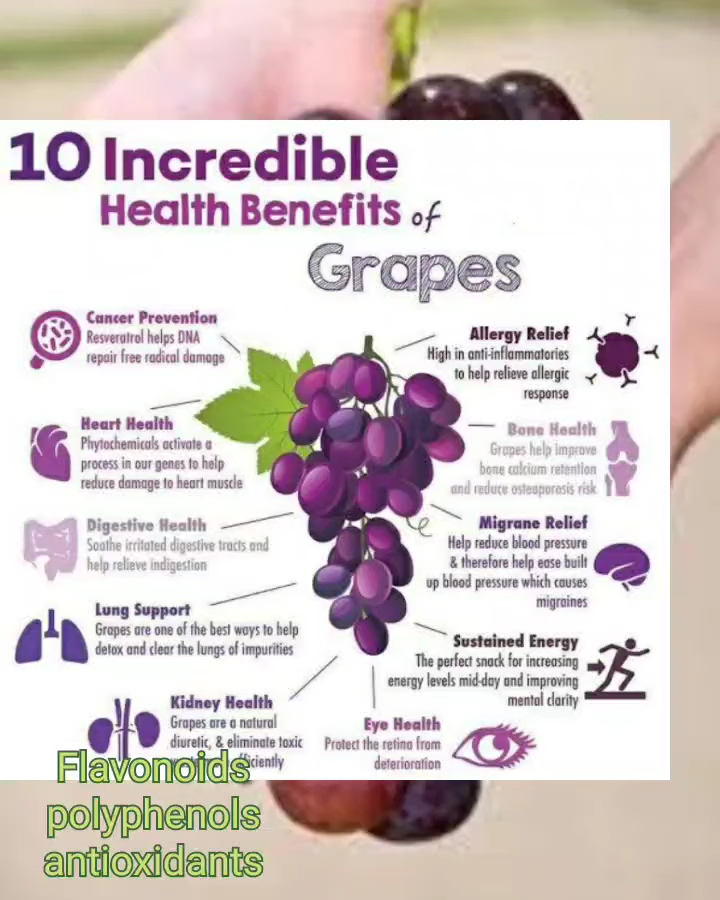 10 Incredible
Health Benefits of
Grapes
Cancer Prevention
Resveratrol helps DNA
repair free radical damage
Heart Health
Phytochemicals activate a
process in our genes to help
reduce damage to heart muscle
Digestive Health
Soothe irritated digestive tracts and
help relieve indigestion
Lung Support
Grapes are one of the best ways to help
detox and clear the lungs of impurities
Kidney Health
Grapes are a natural
diuretic, & eliminate toxic
Allergy Relief
High in anti-inflammatories
to help relieve allergic
response
Bone Health
Grapes help improve
bone calcium retention
and reduce osteoporosis risk
Migrane Relief
Help reduce blood pressure
& therefore help ease built
up blood pressure which causes
migraines
Sustained Energy
The perfect snack for increasing
energy levels mid-day and improving
mental clarity
Eye Health
Protect the retina from
deterioration
Flavonoids
polyphenols
antioxidants